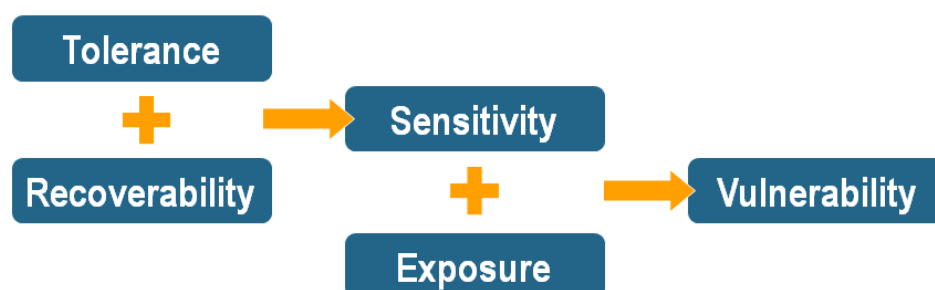 Tolerance
Recoverability
Sensitivity
Exposure
Vulnerability